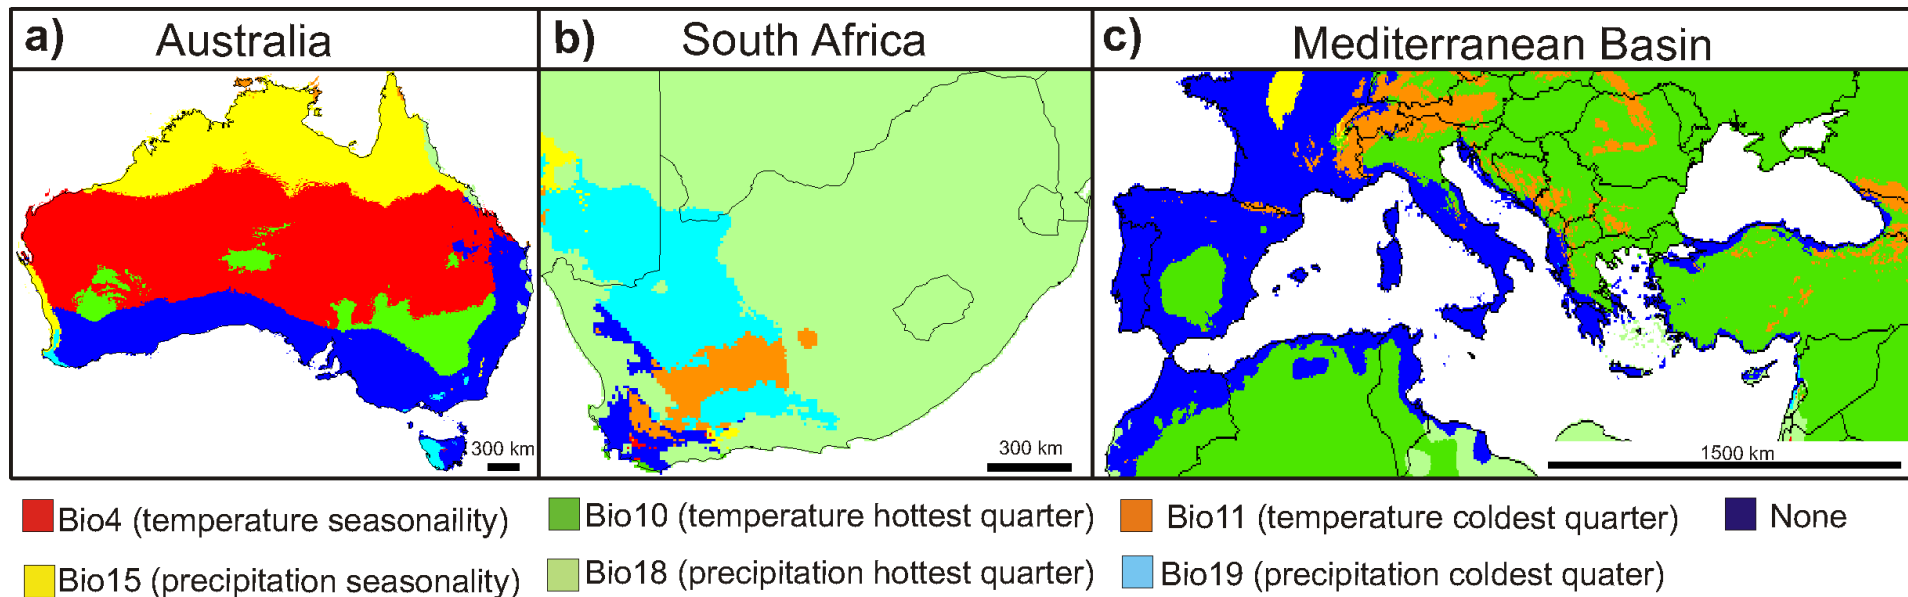 a) Australia
b) South Africa
c) Mediterranean Basin
300 km
300 km
1500 km
Bio4 (temperature seasonaility)
Bio10 (temperature hottest quarter)
Bio11 (temperature coldest quarter)
None
Bio15 (precipitation seasonality)
Bio18 (precipitation hottest quarter)
Bio19 (precipitation coldest quater)